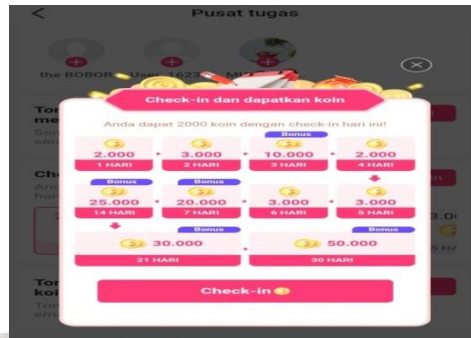 Pusat tugas
the BOBOR
User_1623
Check-in dan dapatkan koin
Anda dapat 2000 koin dengan check-in hari ini!
Bonus
2.000 3.000 10.000 2.000
1 HARI 2 HARI 3 HARI 4 HARI
Bonus Bonus
25.000 20.000 3.000 3.000
14 HARI 7 HARI 6 HARI 5 HARI
Bonus Bonus
30.000 50.000
21 HARI 30 HARI
Check-in